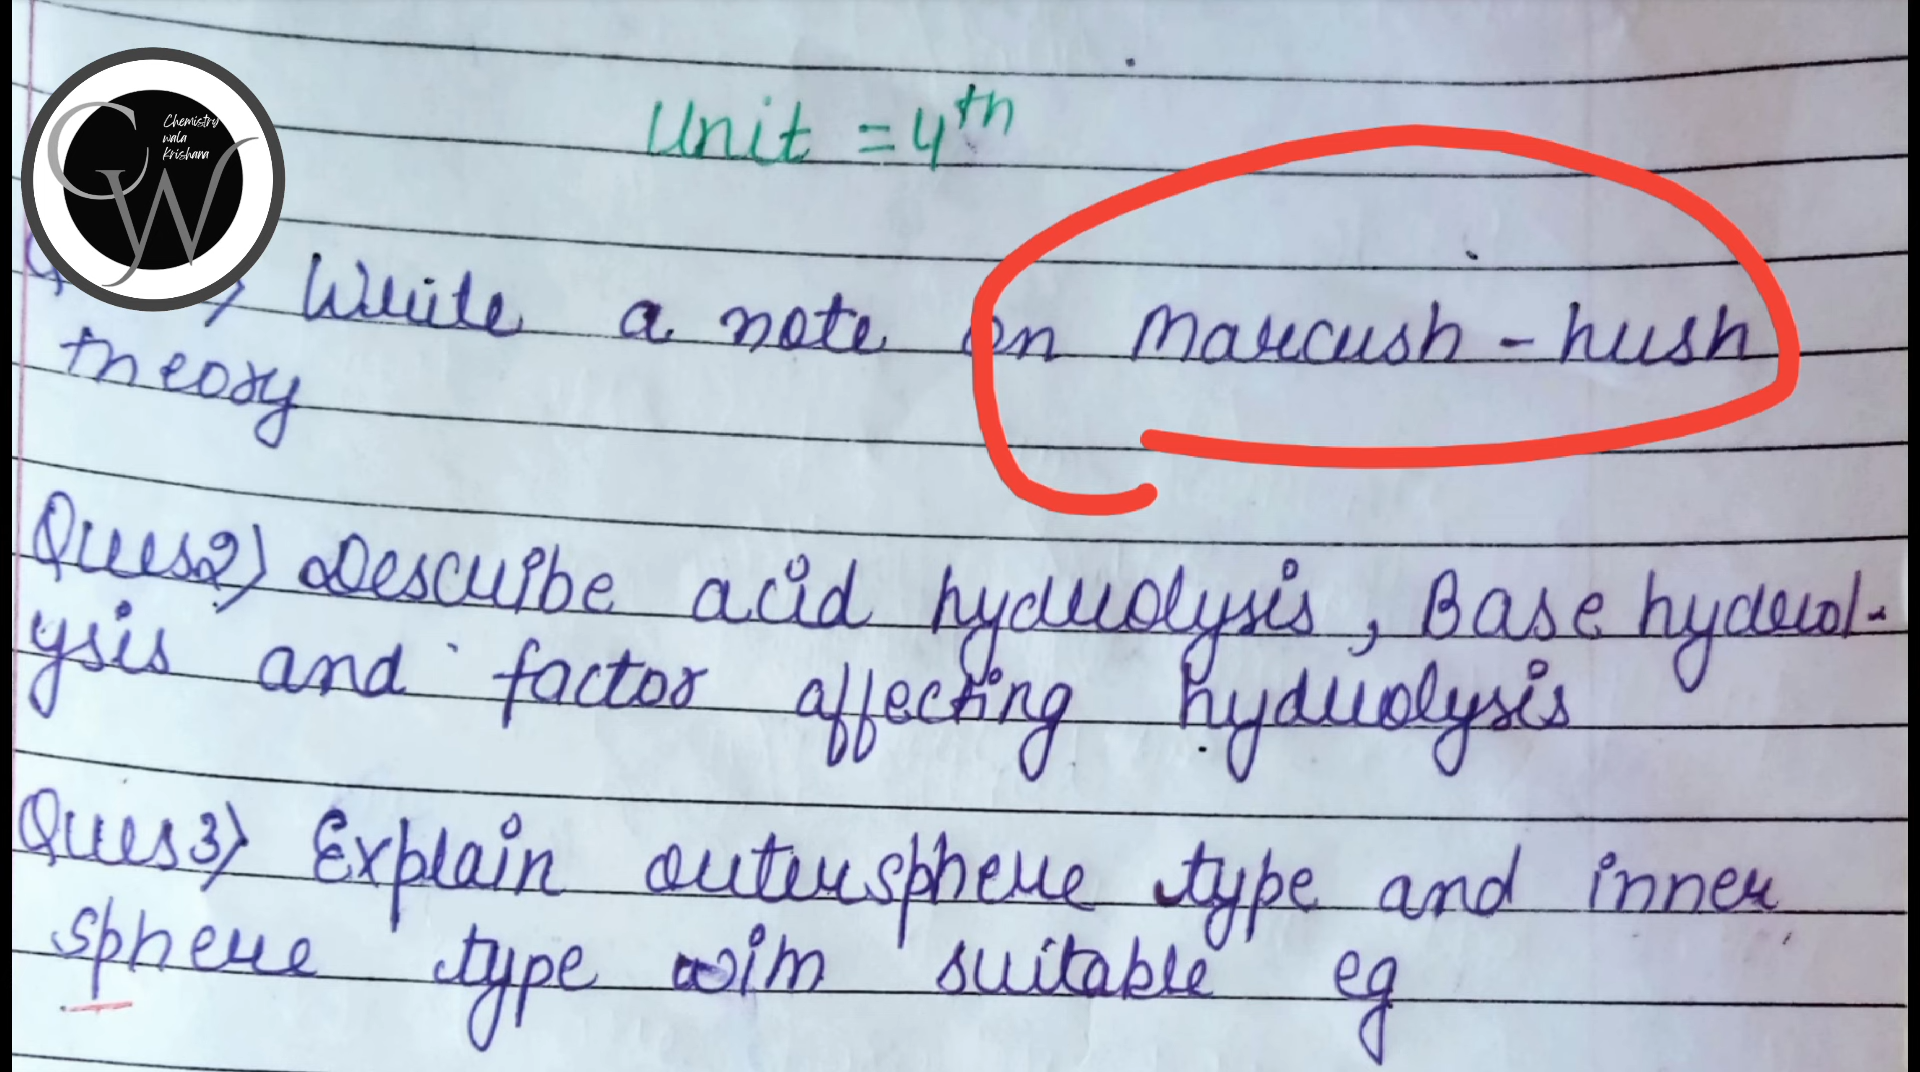 Chemistry
wala
Krishana
CW
Unit = 4th
Write a note on Marcush - hush
theory
Ques2) Describe acid hydrolysis, Base hydrol-
ysis and factor affecting hydrolysis
Ques3) Explain outersphere type and inner
sphere type with suitable eg